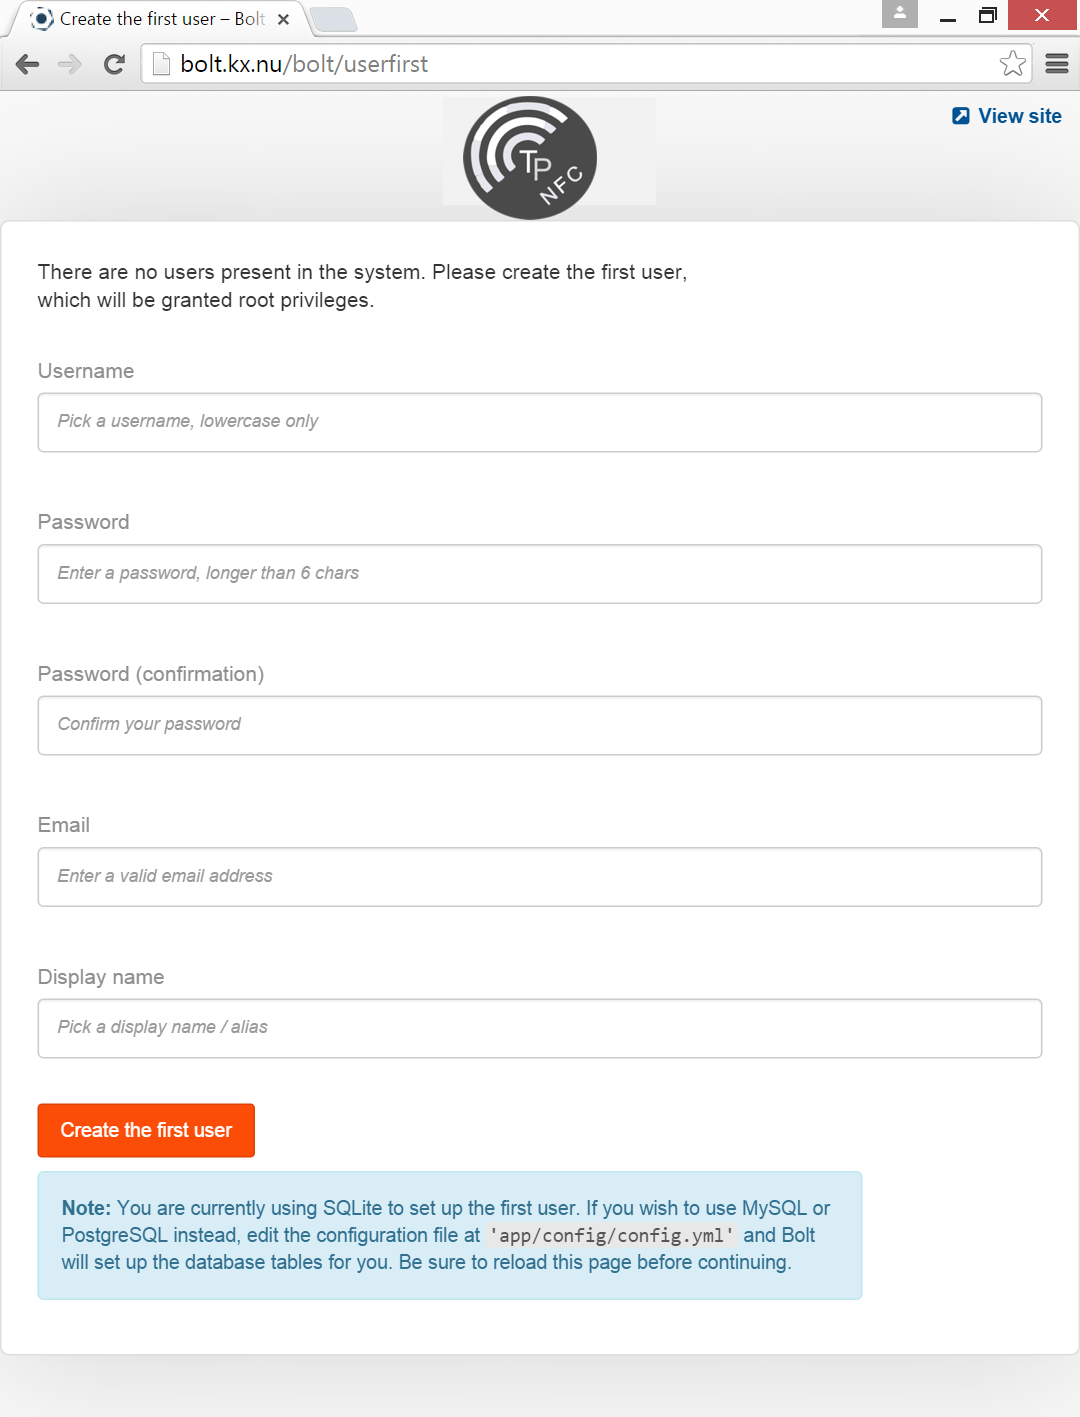 Create the first user – Bolt
bolt.kx.nu/bolt/userfirst
View site
TP
NFC
There are no users present in the system. Please create the first user,
which will be granted root privileges.
Username
Pick a username, lowercase only
Password
Enter a password, longer than 6 chars
Password (confirmation)
Confirm your password
Email
Enter a valid email address
Display name
Pick a display name / alias
Create the first user
Note: You are currently using SQLite to set up the first user. If you wish to use MySQL or
PostgreSQL instead, edit the configuration file at 'app/config/config.yml' and Bolt
will set up the database tables for you. Be sure to reload this page before continuing.